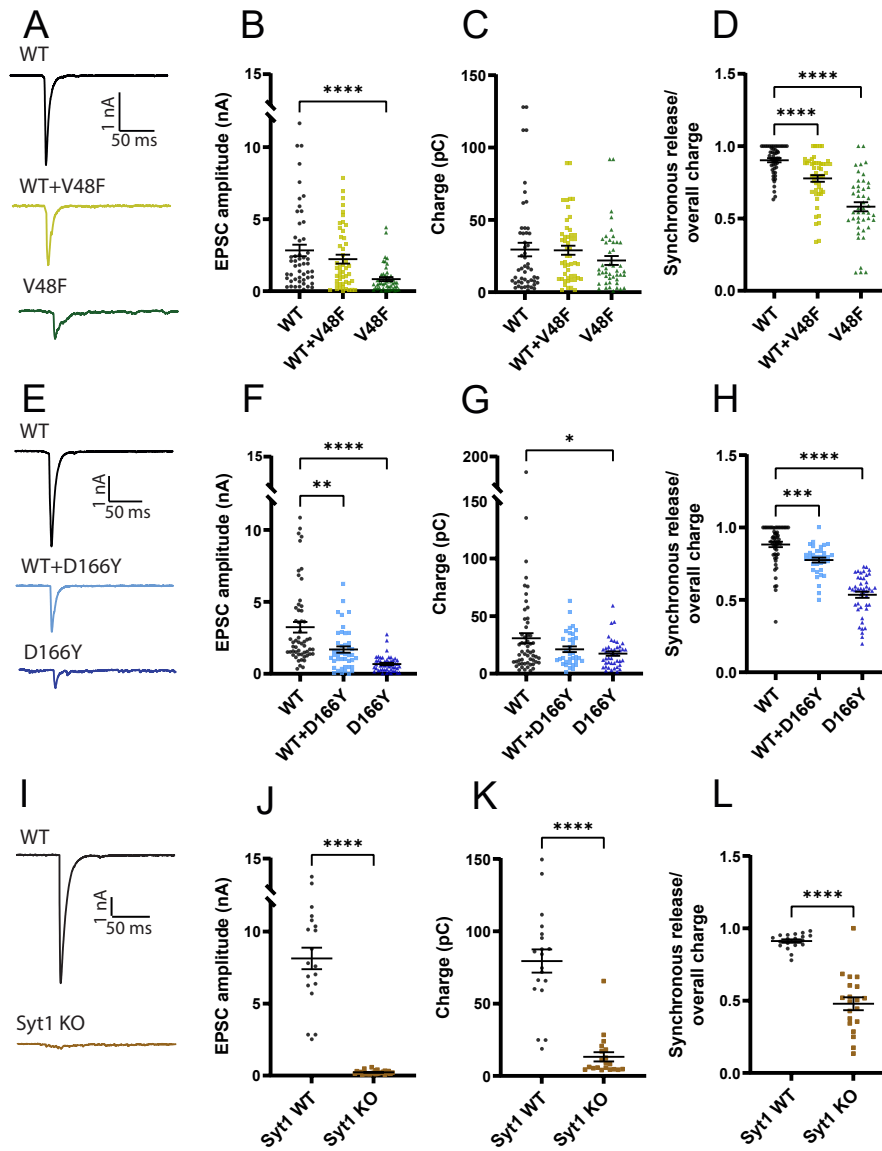 A
WT
1 nA
50 ms
WT+V48F
V48F
B
EPSC amplitude (nA)
15
10
5
0
****
WT
WT+V48F
V48F
C
Charge (pC)
150
100
50
0
WT
WT+V48F
V48F
D
Synchronous release/
overall charge
1.5
1.0
0.5
0.0
****
****
WT
WT+V48F
V48F
E
WT
1 nA
50 ms
WT+D166Y
D166Y
F
EPSC amplitude (nA)
15
10
5
0
****
**
WT
WT+D166Y
D166Y
G
Charge (pC)
200
150
100
50
0
*
WT
WT+D166Y
D166Y
H
Synchronous release/
overall charge
1.5
1.0
0.5
0.0
****
***
WT
WT+D166Y
D166Y
I
WT
1 nA
50 ms
Syt1 KO
J
EPSC amplitude (nA)
15
10
5
0
****
Syt1 WT
Syt1 KO
K
Charge (pC)
150
100
50
0
****
Syt1 WT
Syt1 KO
L
Synchronous release/
overall charge
1.5
1.0
0.5
0.0
****
Syt1 WT
Syt1 KO